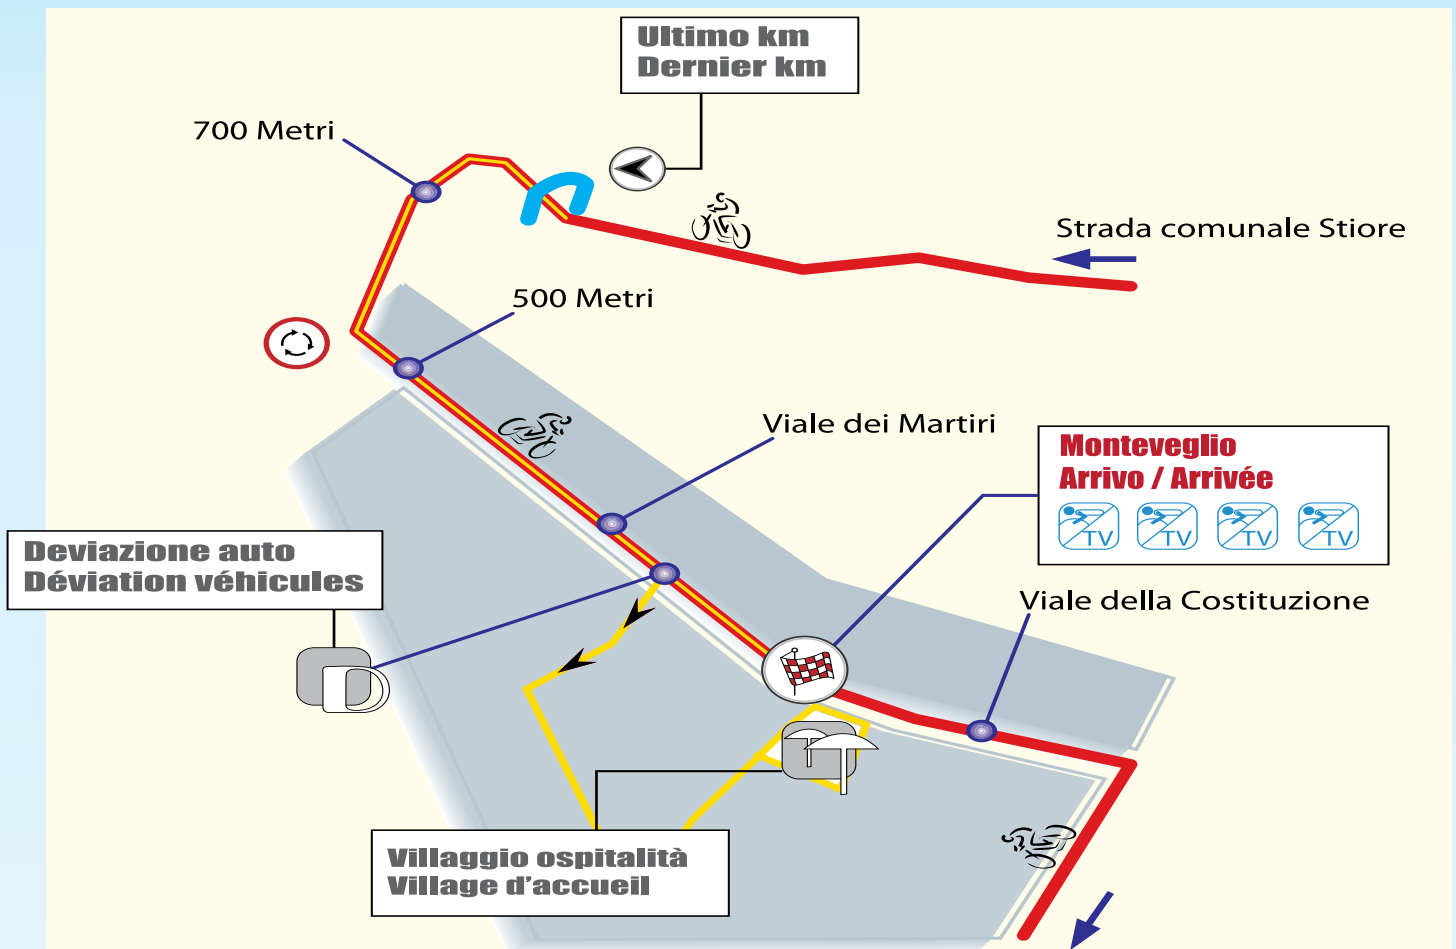 Ultimo km
Dernier km
700 Metri
Strada comunale Stiore
500 Metri
Viale dei Martiri
Monteveglio
Arrivo / Arrivée
TV TV TV TV
Deviazione auto
Déviation véhicules
Viale della Costituzione
Villaggio ospitalità
Village d'accueil